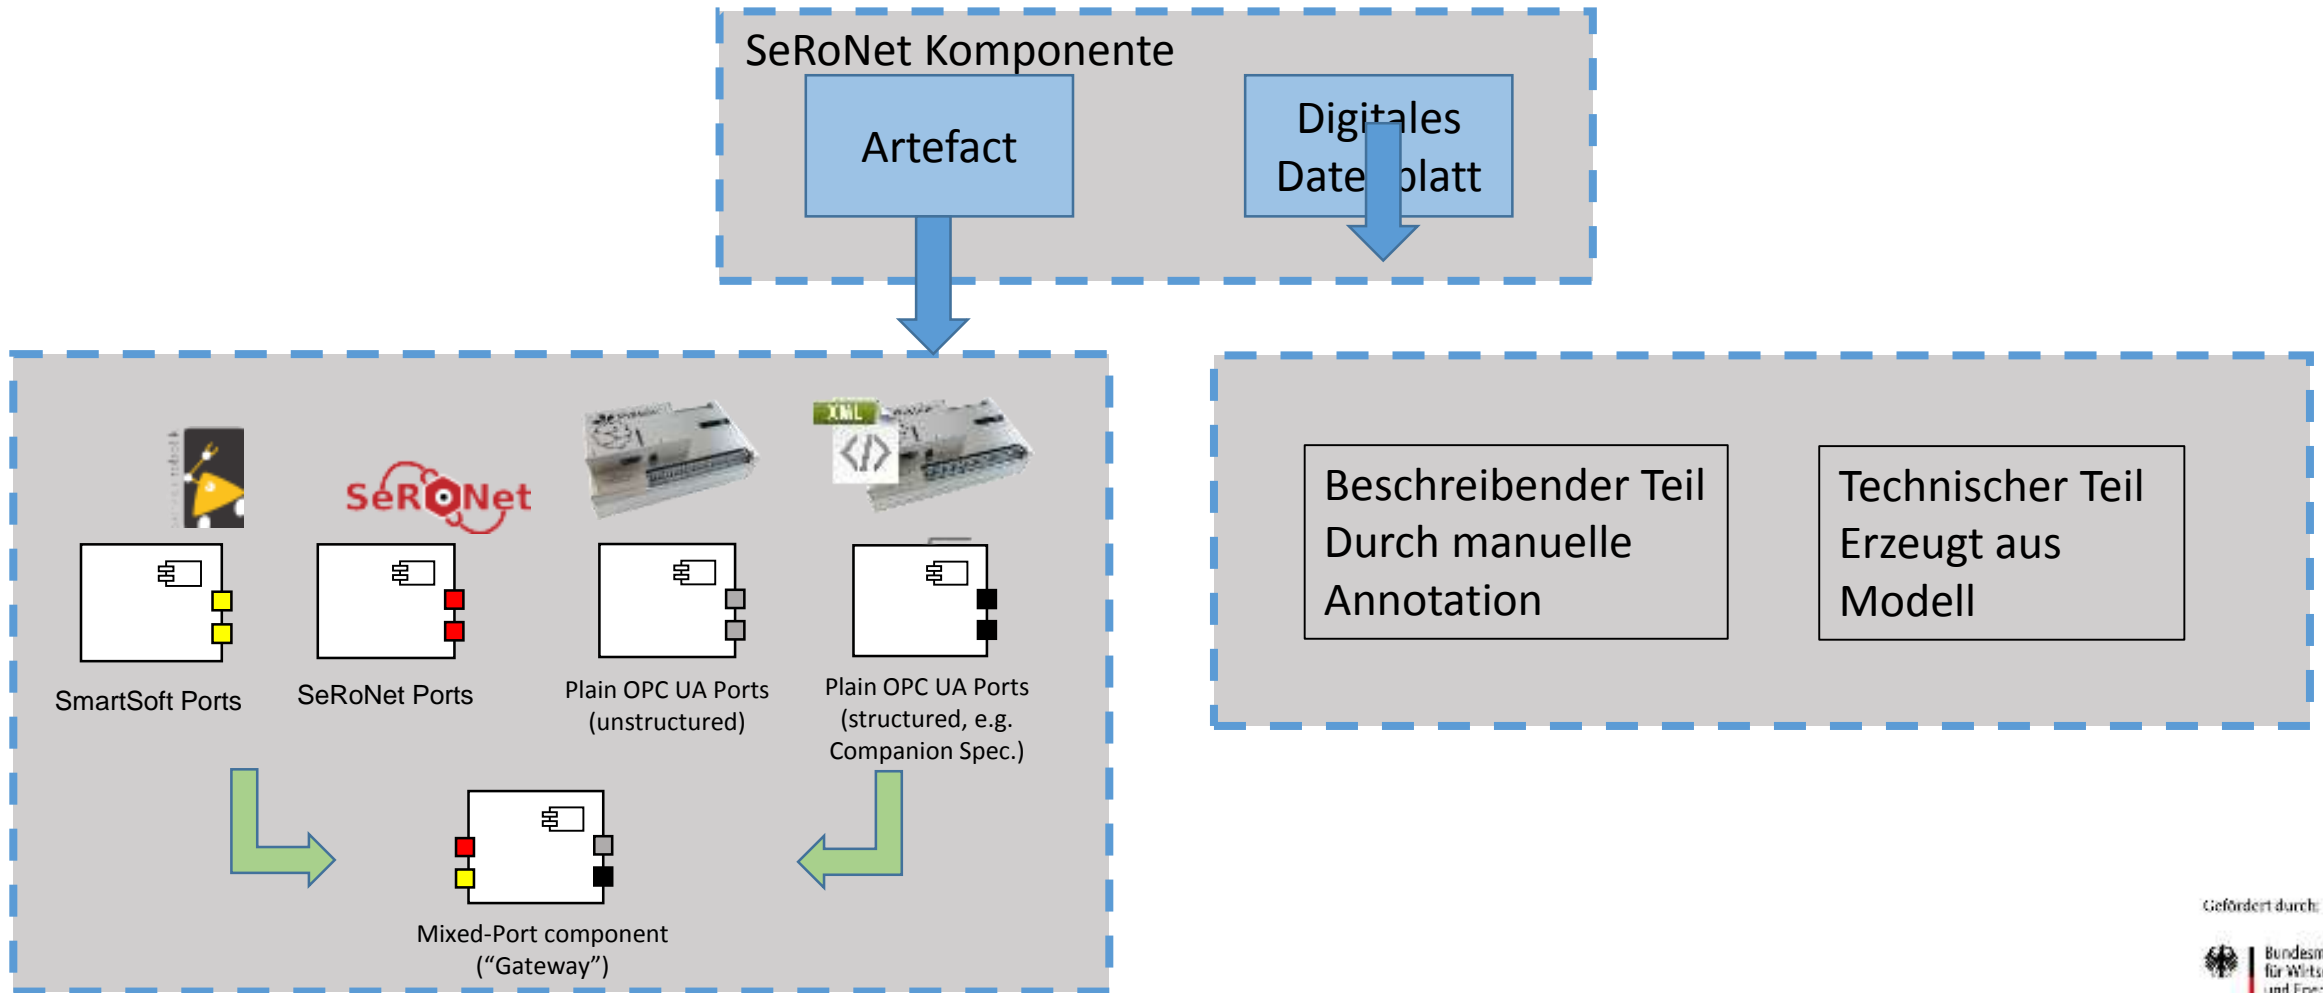 SeRoNet Komponente
Artefact
Digitales
Datenblatt
XML
SeRoNet
SmartSoft Ports
SeRoNet Ports
Plain OPC UA Ports
(unstructured)
Plain OPC UA Ports
(structured, e.g.
Companion Spec.)
Mixed-Port component
(“Gateway”)
Beschreibender Teil
Durch manuelle
Annotation
Technischer Teil
Erzeugt aus
Modell
Gefördert durch: